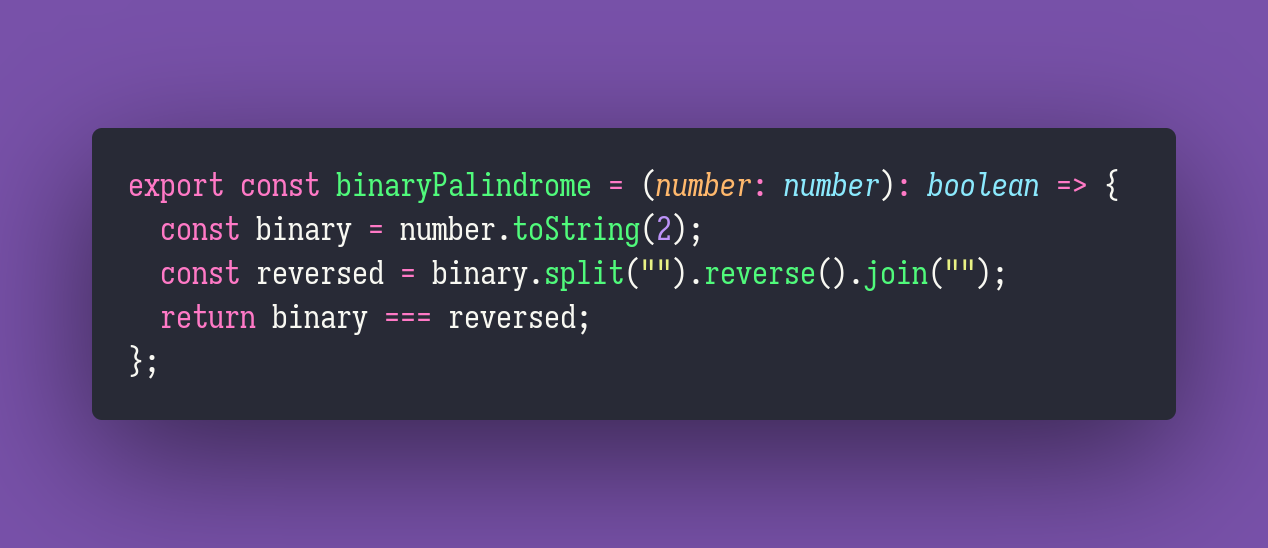 export const binaryPalindrome = (number: number): boolean => {
  const binary = number.toString(2);
  const reversed = binary.split("").reverse().join("");
  return binary === reversed;
};